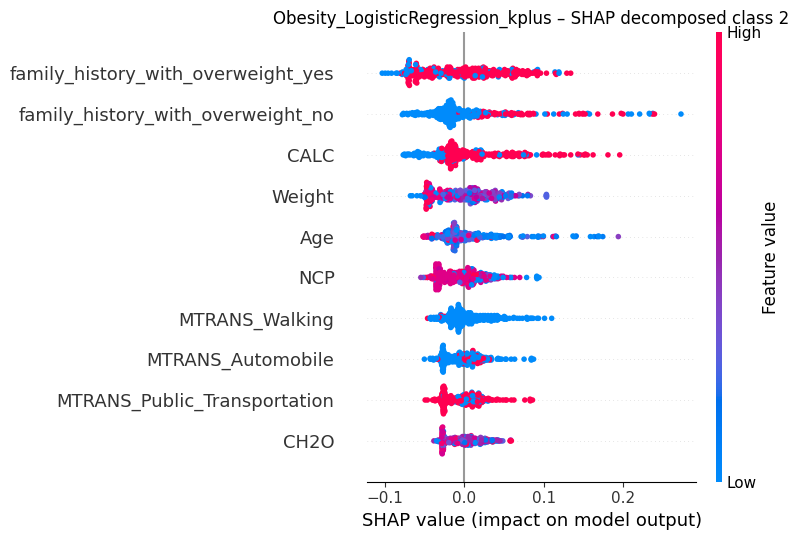 Obesity_LogisticRegression_kplus – SHAP decomposed class 2
High
family_history_with_overweight_yes
family_history_with_overweight_no
CALC
Weight
Age
NCP
MTRANS_Walking
MTRANS_Automobile
MTRANS_Public_Transportation
CH2O
Feature value
Low
−0.1 0.0 0.1 0.2
SHAP value (impact on model output)